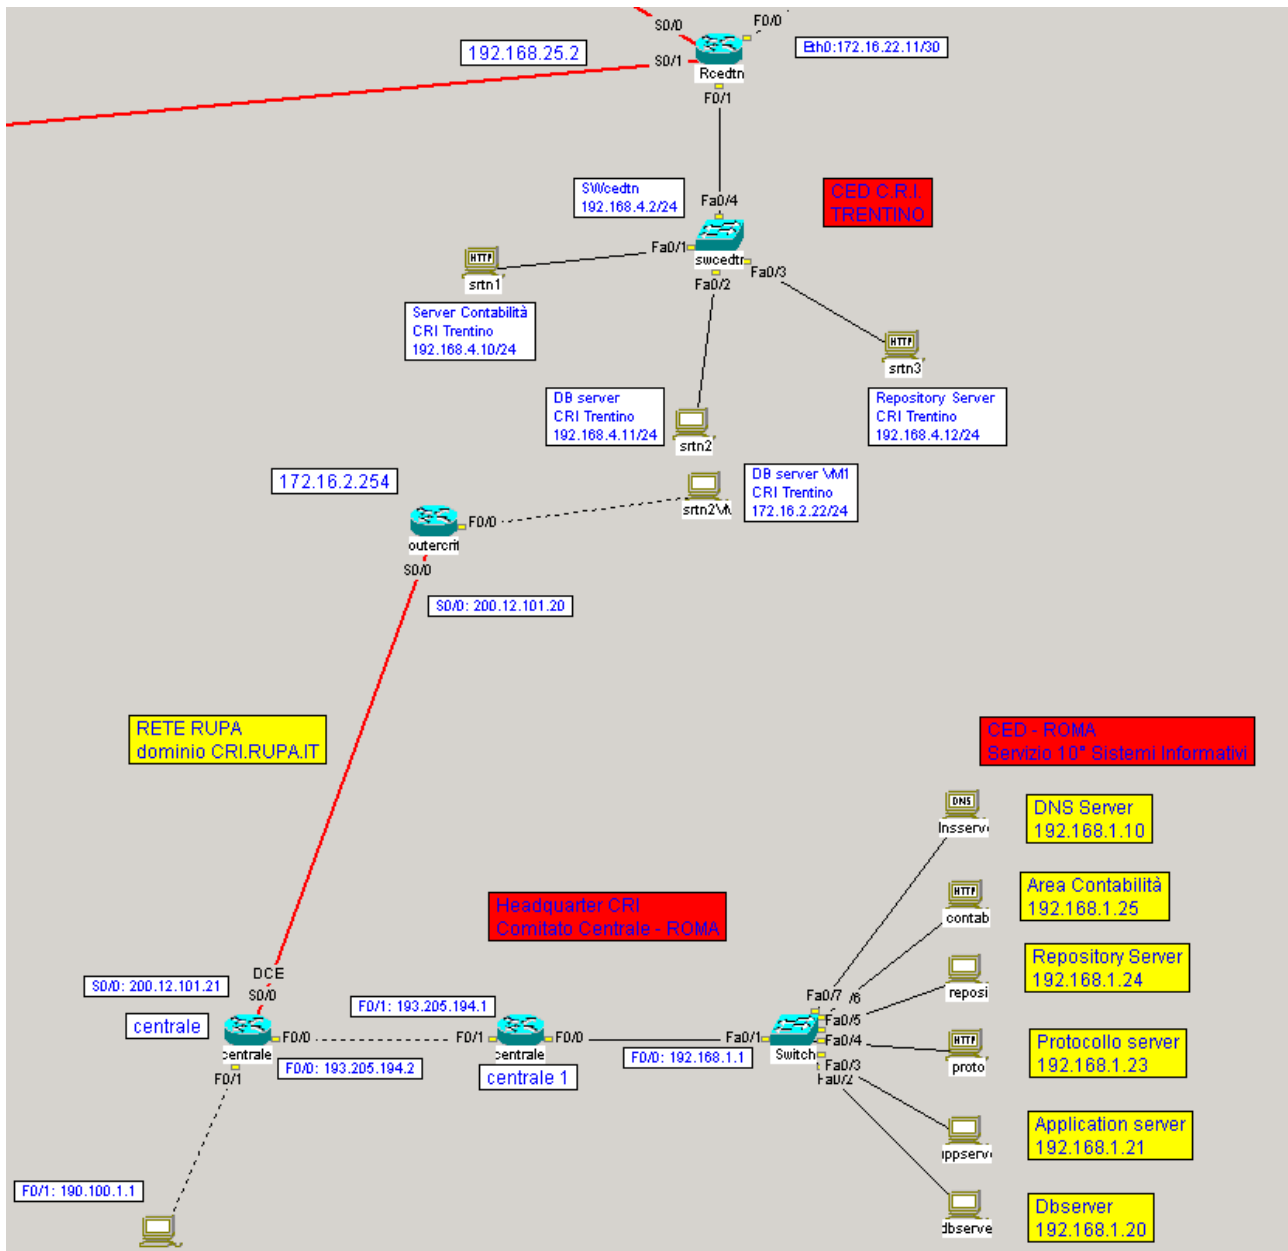 S0/0
F0/0
192.168.25.2
Eth0:172.16.22.11/30
S0/1
Rcedtn
F0/1
SWcedtn
192.168.4.2/24
Fa0/4
CED C.R.I.
TRENTINO
Fa0/1
swcedtn
Fa0/3
Fa0/2
HTTP
srtn1
Server Contabilità
CRI Trentino
192.168.4.10/24
HTTP
srtn3
DB server
CRI Trentino
192.168.4.11/24
Repository Server
CRI Trentino
192.168.4.12/24
srtn2
172.16.2.254
DB server VM1
CRI Trentino
172.16.2.22/24
srtn2VM
F0/0
outercrit
S0/0
S0/0: 200.12.101.20
RETE RUPA
dominio CRI.RUPA.IT
CED - ROMA
Servizio 10° Sistemi Informativi
DNS
lnsserve
DNS Server
192.168.1.10
Headquarter CRI
Comitato Centrale - ROMA
HTTP
contab
Area Contabilità
192.168.1.25
reposi
Repository Server
192.168.1.24
DCE
S0/0
S0/0: 200.12.101.21
centrale
centrale
F0/0
F0/1: 193.205.194.1
F0/1
centrale
F0/0
F0/0: 193.205.194.2
centrale 1
F0/0: 192.168.1.1
Fa0/1
Switch
Fa0/7
/6
Fa0/5
Fa0/4
Fa0/3
Fa0/2
HTTP
proto
Protocollo server
192.168.1.23
F0/1
appserve
Application server
192.168.1.21
F0/1: 190.100.1.1
dbserve
Dbserver
192.168.1.20